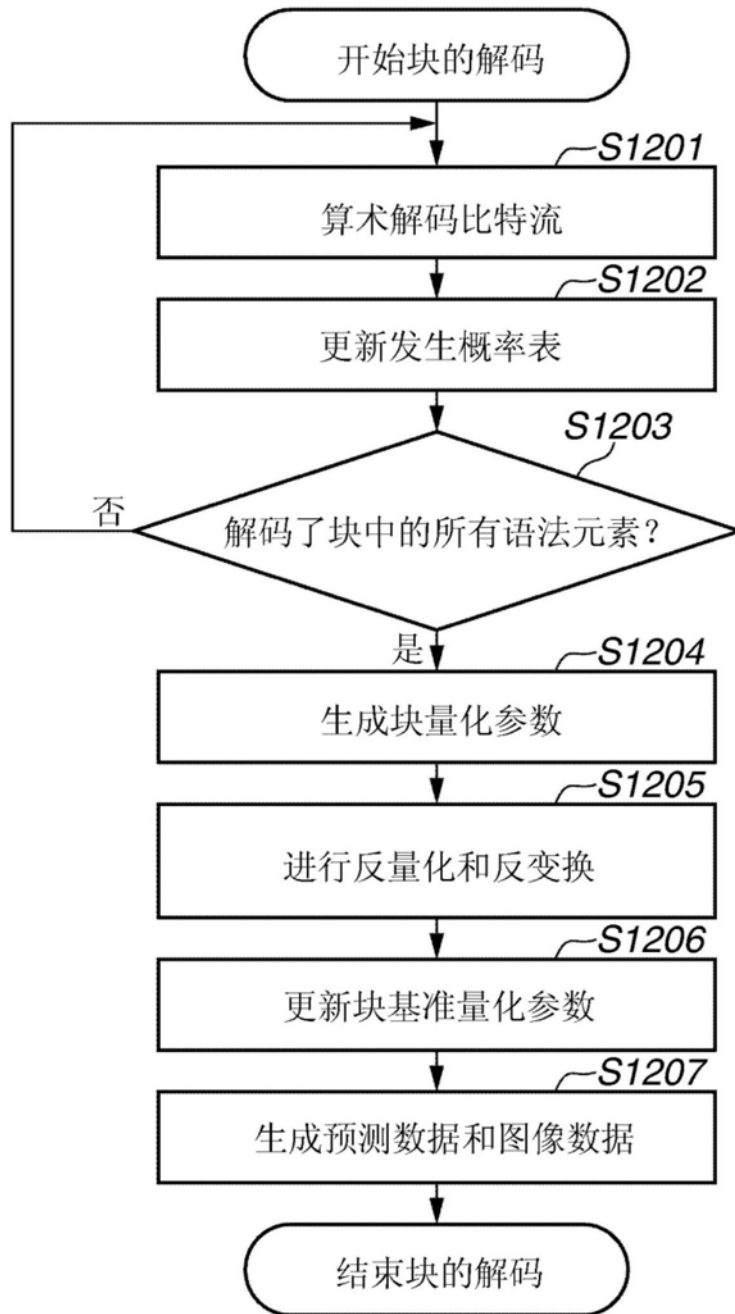 开始块的解码
S1201
算术解码比特流
S1202
更新发生概率表
S1203
否
解码了块中的所有语法元素？
是
S1204
生成块量化参数
S1205
进行反量化和反变换
S1206
更新块基准量化参数
S1207
生成预测数据和图像数据
结束块的解码